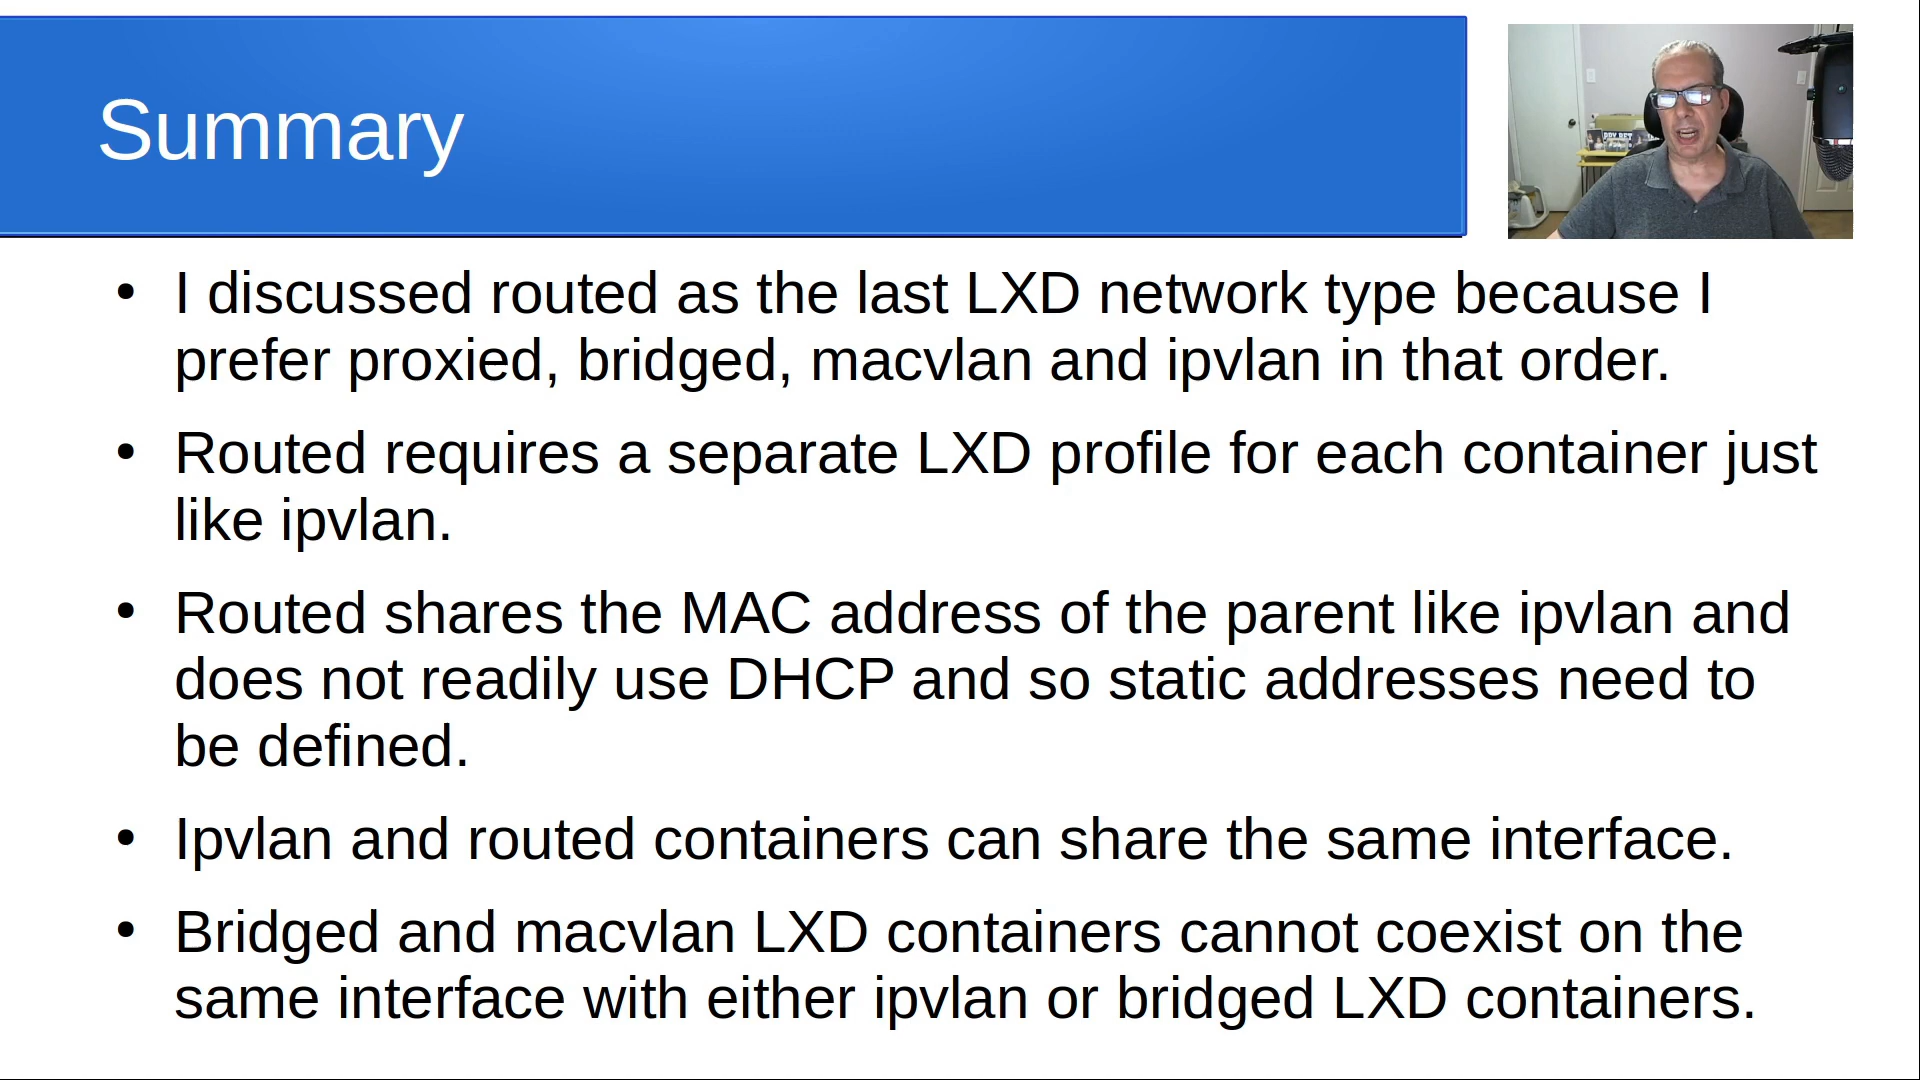 Summary
• I discussed routed as the last LXD network type because I
prefer proxied, bridged, macvlan and ipvlan in that order.
• Routed requires a separate LXD profile for each container just
like ipvlan.
• Routed shares the MAC address of the parent like ipvlan and
does not readily use DHCP and so static addresses need to
be defined.
• Ipvlan and routed containers can share the same interface.
• Bridged and macvlan LXD containers cannot coexist on the
same interface with either ipvlan or bridged LXD containers.